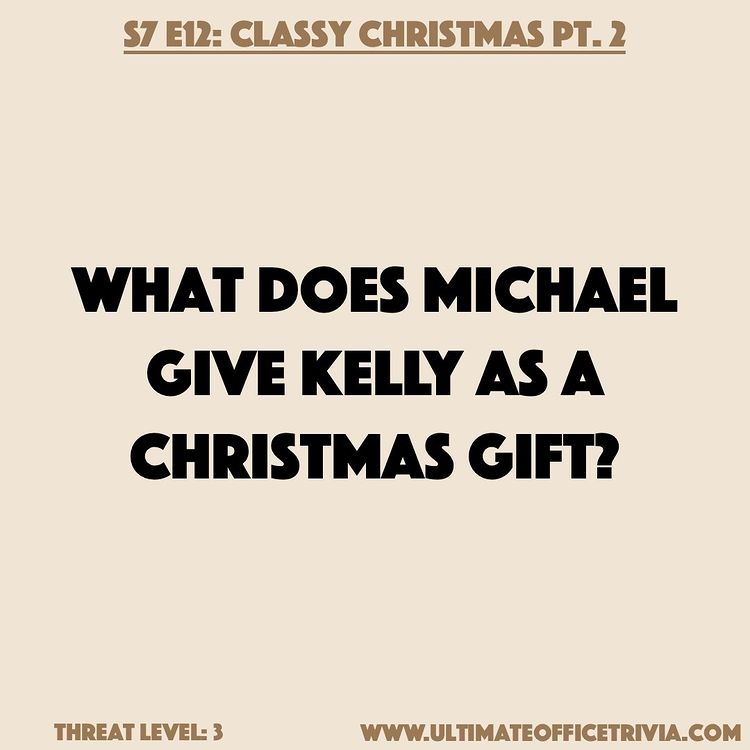 S7 E12: CLASSY CHRISTMAS PT. 2
WHAT DOES MICHAEL
GIVE KELLY AS A
CHRISTMAS GIFT?
THREAT LEVEL: 3
WWW.ULTIMATEOFFICETRIVIA.COM